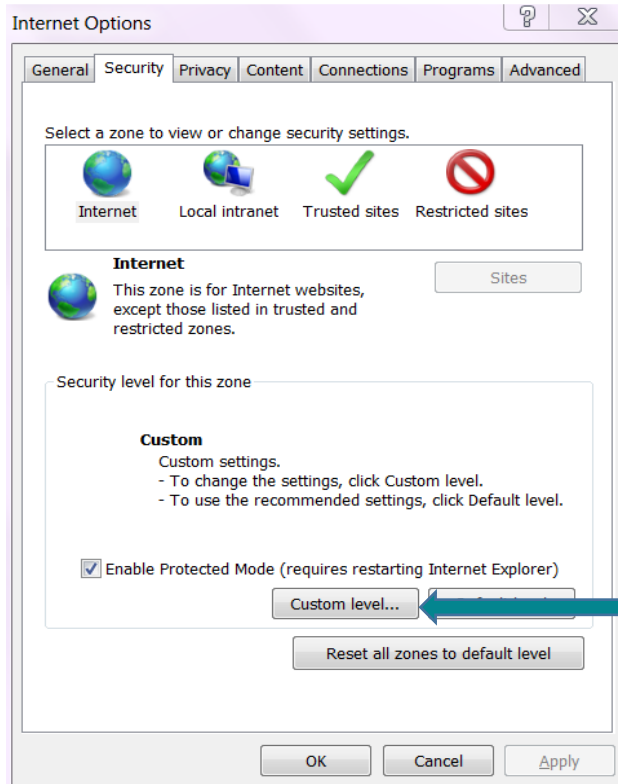 Internet Options
General Security Privacy Content Connections Programs Advanced
Select a zone to view or change security settings.
Internet Local intranet Trusted sites Restricted sites
Internet
This zone is for Internet websites,
except those listed in trusted and
restricted zones.
Sites
Security level for this zone
Custom
Custom settings.
- To change the settings, click Custom level.
- To use the recommended settings, click Default level.
Enable Protected Mode (requires restarting Internet Explorer)
Custom level...
Reset all zones to default level
OK Cancel Apply